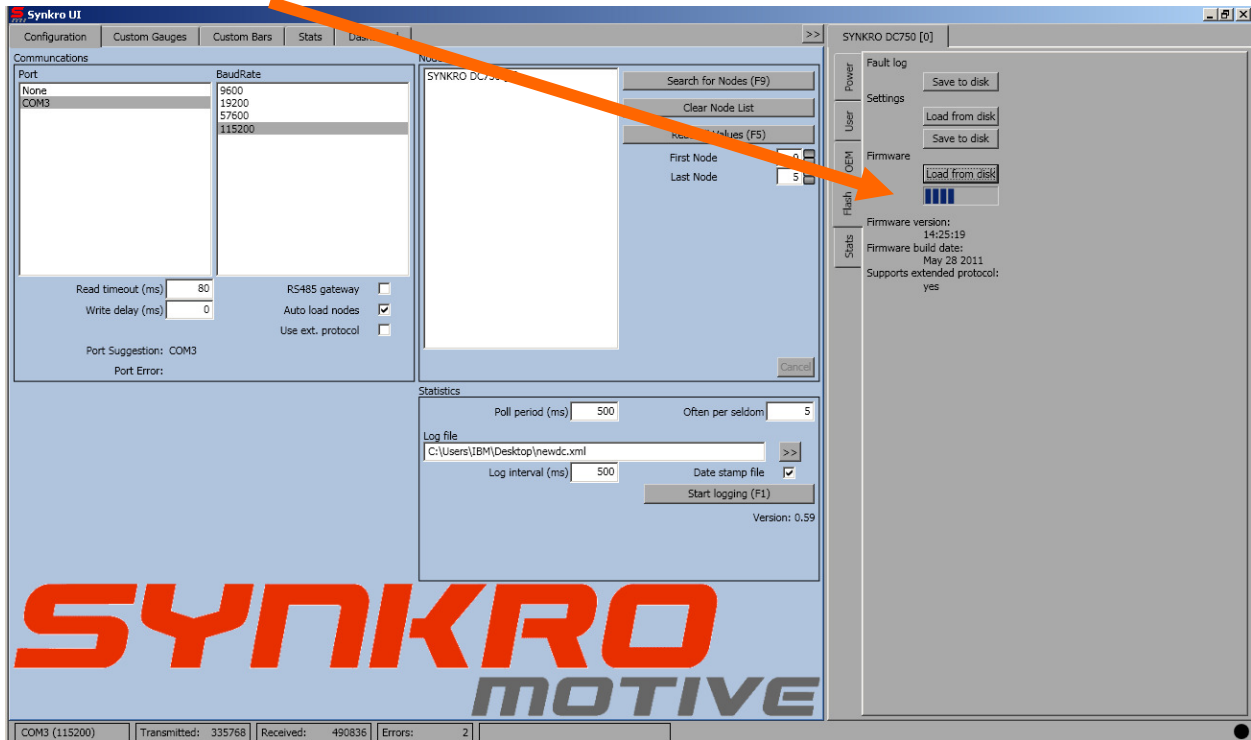 Synkro UI
Configuration
Custom Gauges
Custom Bars
Stats
>>
Communcations
Port
None
COM3
BaudRate
9600
19200
57600
115200
Read timeout (ms) 80
Write delay (ms) 0
RS485 gateway
Auto load nodes
Use ext. protocol
Port Suggestion: COM3
Port Error:
SYNKRO
Search for Nodes (F9)
Clear Node List
Values (F5)
First Node
Last Node 5
Cancel
Statistics
Poll period (ms) 500
Often per seldom 5
Log file
C:\Users\IBM\Desktop\newdc.xml
>>
Log interval (ms) 500
Date stamp file
Start logging (F1)
Version: 0.59
SYNKRO
MOTIVE
SYNKRO DC750 [0]
Power
User
OEM
Flash
Stats
Fault log
Save to disk
Settings
Load from disk
Save to disk
Firmware
Load from disk
Firmware version:
14:25:19
Firmware build date:
May 28 2011
Supports extended protocol:
yes
COM3 (115200)
Transmitted: 335768
Received: 490836
Errors: 2